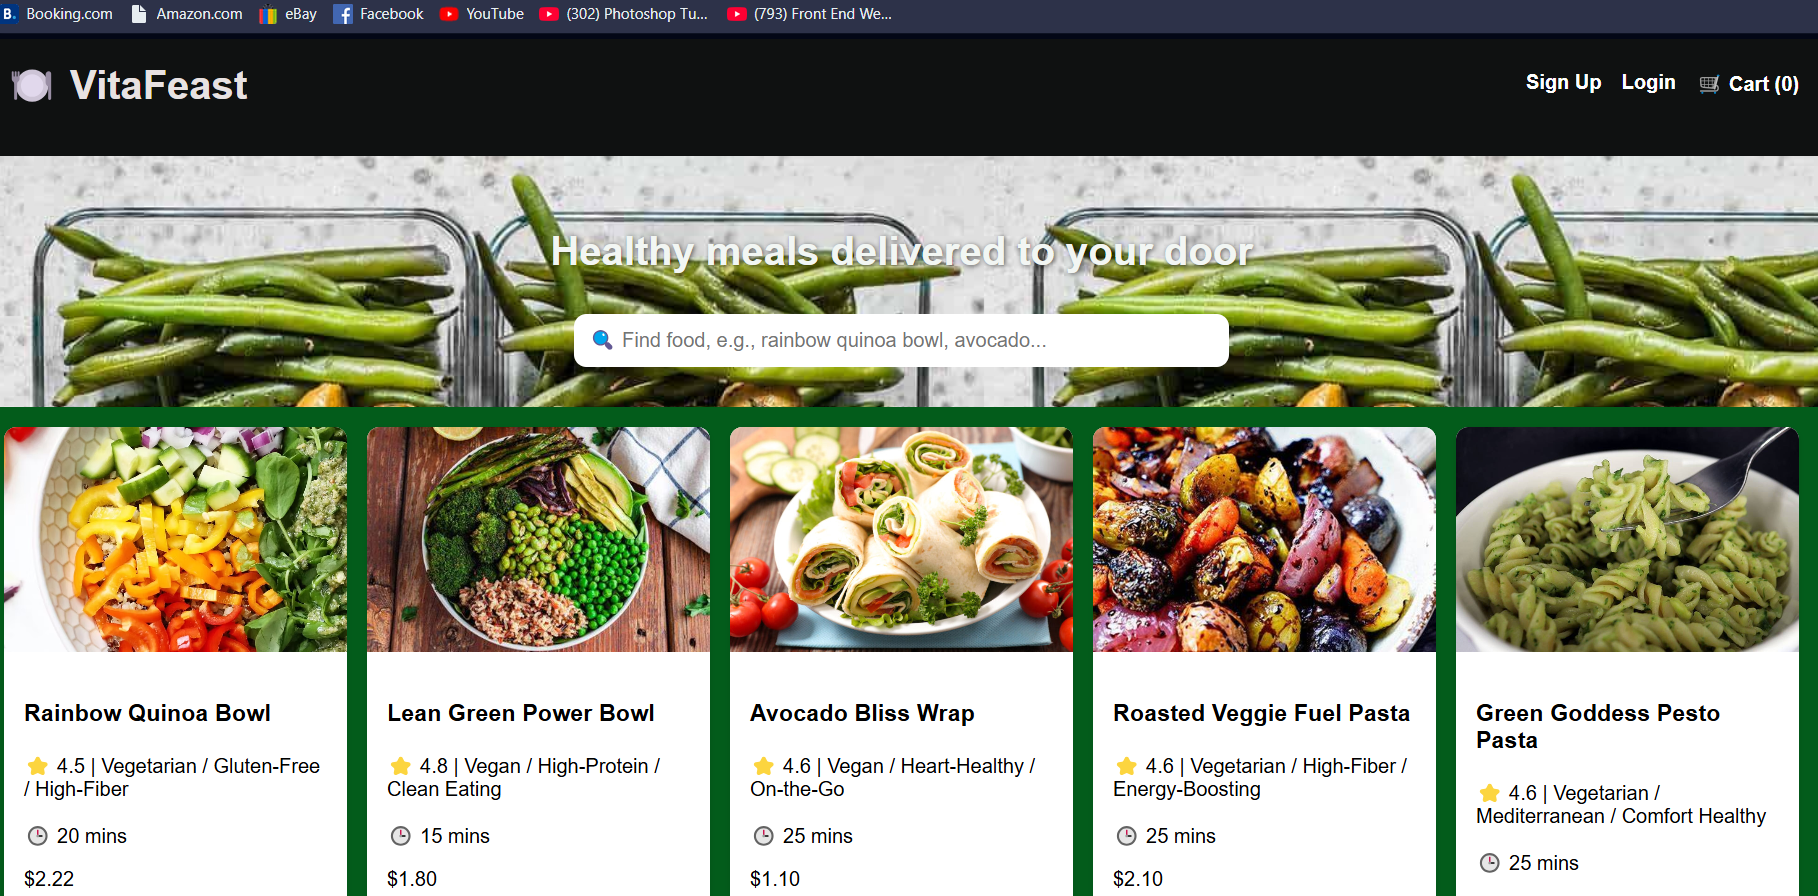 Booking.com Amazon.com eBay Facebook YouTube (302) Photoshop Tu... (793) Front End We...
VitaFeast
Sign Up Login Cart (0)
Healthy meals delivered to your door
Find food, e.g., rainbow quinoa bowl, avocado...
Rainbow Quinoa Bowl
4.5 | Vegetarian / Gluten-Free
/ High-Fiber
20 mins
$2.22
Lean Green Power Bowl
4.8 | Vegan / High-Protein /
Clean Eating
15 mins
$1.80
Avocado Bliss Wrap
4.6 | Vegan / Heart-Healthy /
On-the-Go
25 mins
$1.10
Roasted Veggie Fuel Pasta
4.6 | Vegetarian / High-Fiber /
Energy-Boosting
25 mins
$2.10
Green Goddess Pesto
Pasta
4.6 | Vegetarian /
Mediterranean / Comfort Healthy
25 mins